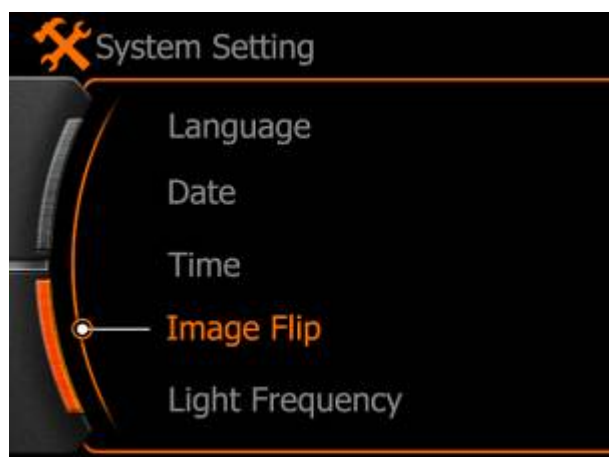 System Setting
Language
Date
Time
Image Flip
Light Frequency